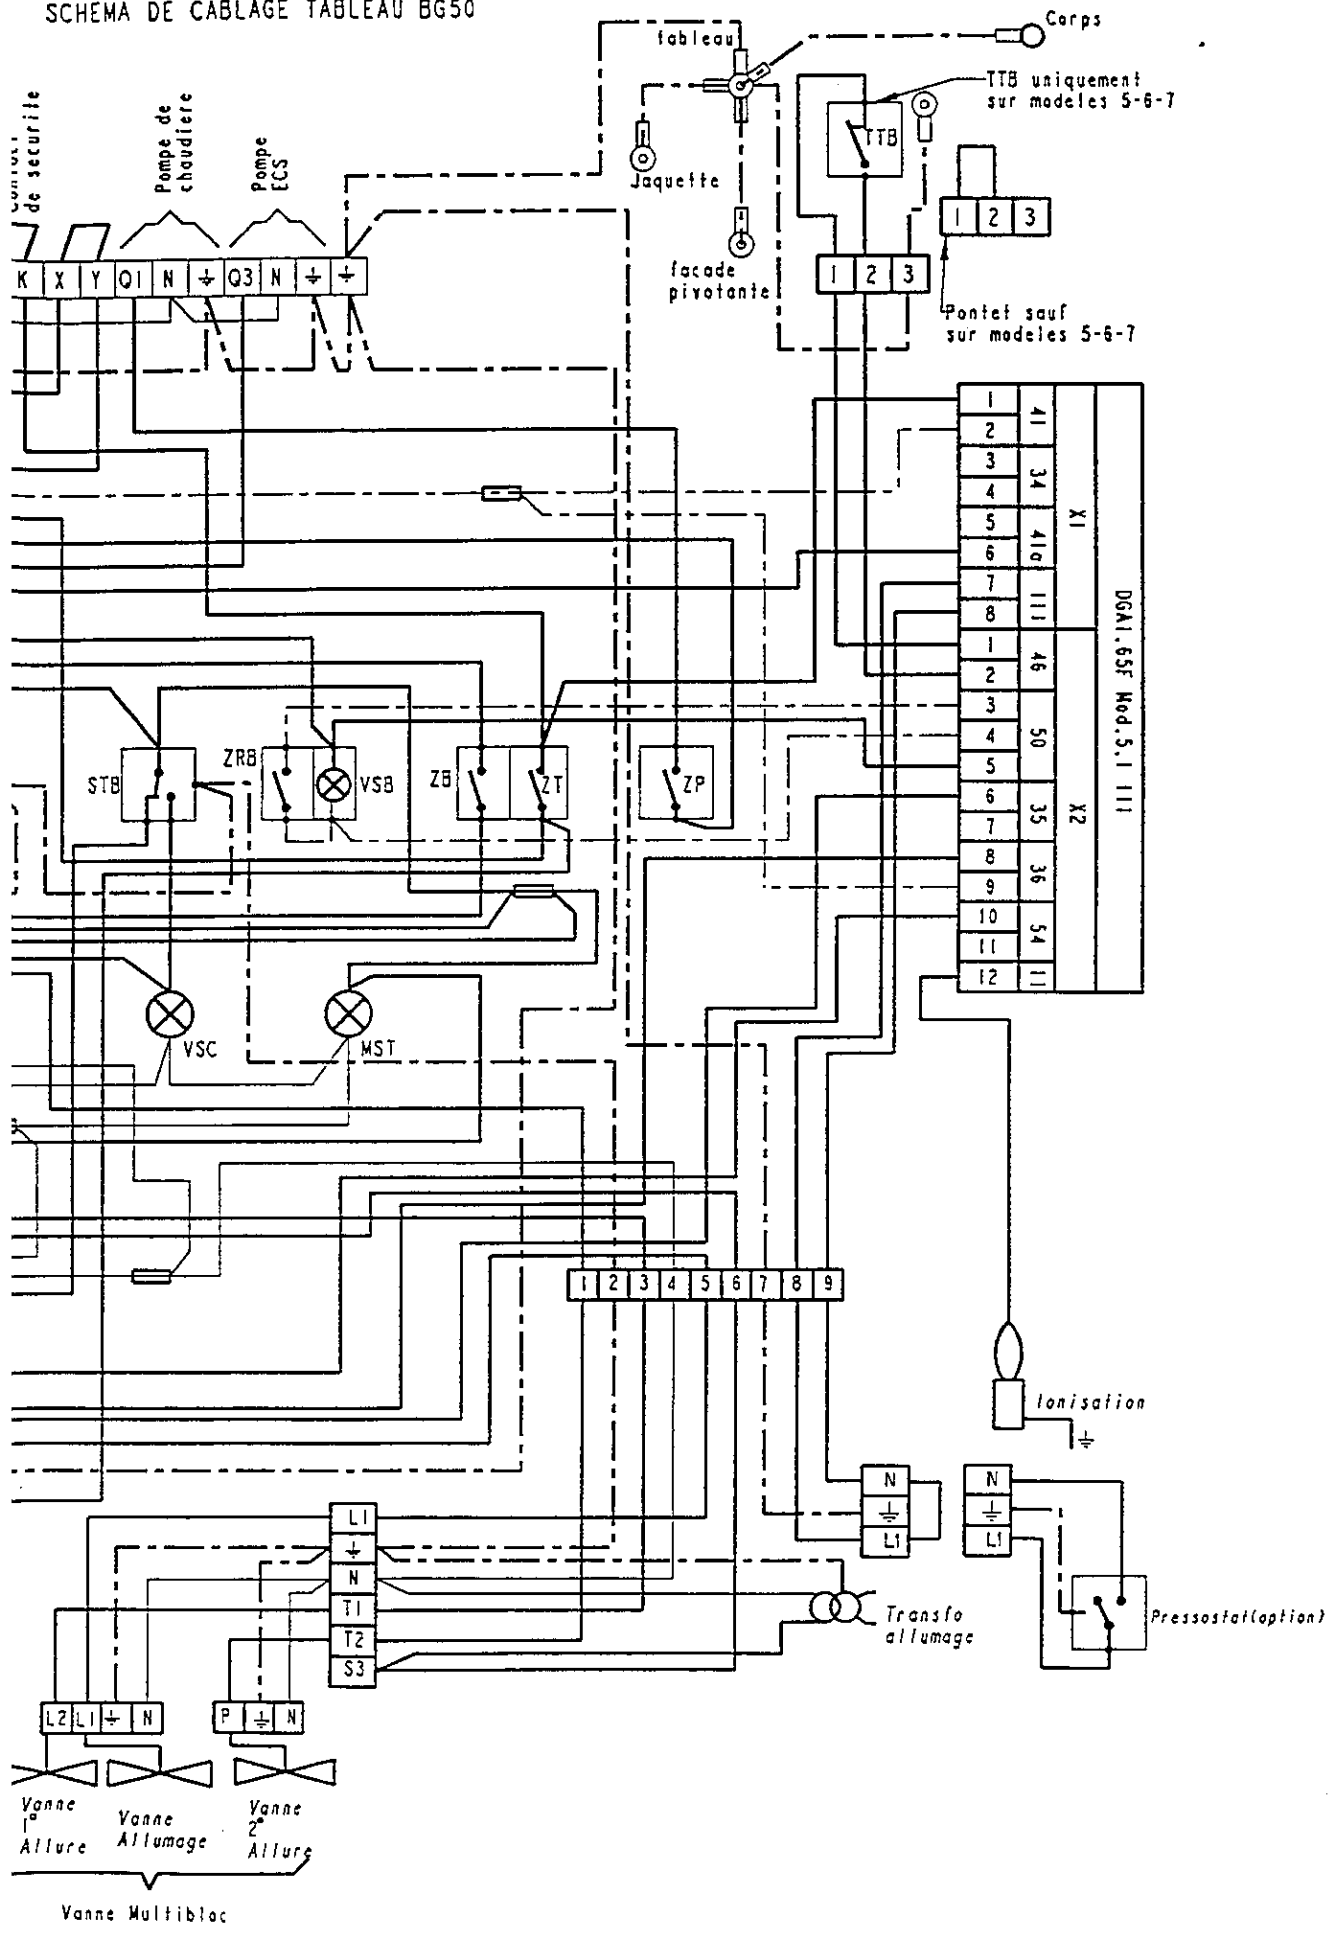 SCHEMA DE CABLAGE TABLEAU BG50
Corps
tableau
TTB uniquement
sur modeles 5-6-7
TTB
Jaquette
facade
pivotante
de securite
Pompe de
chaudiere
Pompe
ECS
K X Y Q1 N Q3 N
1 2 3
1 2 3
Pontet sauf
sur modeles 5-6-7
1
2
3
4
5
6
7
8
1
2
3
4
5
6
7
8
9
10
11
12
41
34
41a
111
46
50
35
36
54
11
X1
X2
DGAI.65F Mod.5.1 111
STB
ZRB
VSB
ZB
ZT
ZP
VSC
MST
1 2 3 4 5 6 7 8 9
Ionisation
N
L1
N
L1
Pressostat(option)
L1
N
T1
T2
S3
Transfo
allumage
L2 L1 N
P N
Vanne
1°
Allure
Vanne
Allumage
Vanne
2°
Allure
Vanne Multibloc